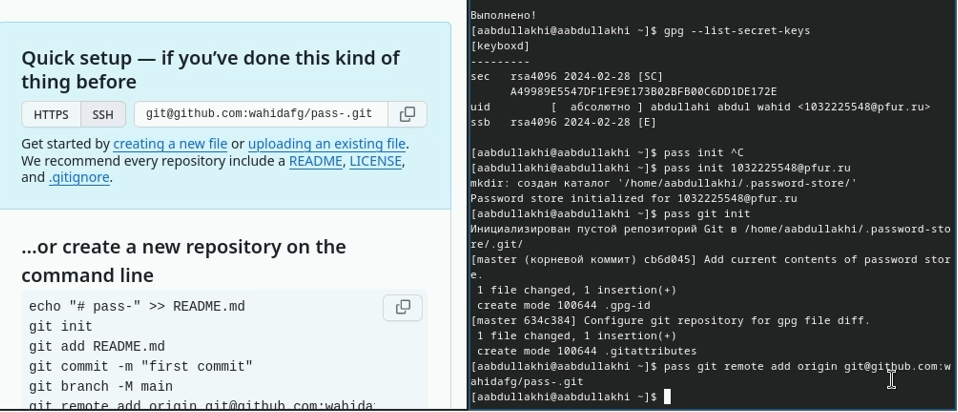 Quick setup — if you've done this kind of
thing before
HTTPS SSH git@github.com:wahidafg/pass-.git
Get started by creating a new file or uploading an existing file.
We recommend every repository include a README, LICENSE,
and .gitignore.
...or create a new repository on the
command line
echo "# pass-" >> README.md
git init
git add README.md
git commit -m "first commit"
git branch -M main
git remote add origin git@github.com:wahida
Выполнено!
[aabdullakhi@aabdullakhi ~]$ gpg --list-secret-keys
[keyboxd]
---------
sec   rsa4096 2024-02-28 [SC]
      A49989E5547DF1FE9E173B02BFB00C6DD1DE172E
uid         [  абсолютно ] abdullahi abdul wahid <1032225548@pfur.ru>
ssb   rsa4096 2024-02-28 [E]
[aabdullakhi@aabdullakhi ~]$ pass init ^C
[aabdullakhi@aabdullakhi ~]$ pass init 1032225548@pfur.ru
mkdir: создан каталог '/home/aabdullakhi/.password-store/'
Password store initialized for 1032225548@pfur.ru
[aabdullakhi@aabdullakhi ~]$ pass git init
Инициализирован пустой репозиторий Git в /home/aabdullakhi/.password-sto
re/.git/
[master (корневой коммит) cb6d045] Add current contents of password stor
e.
 1 file changed, 1 insertion(+)
 create mode 100644 .gpg-id
[master 634c384] Configure git repository for gpg file diff.
 1 file changed, 1 insertion(+)
 create mode 100644 .gitattributes
[aabdullakhi@aabdullakhi ~]$ pass git remote add origin git@github.com:w
ahidafg/pass-.git
[aabdullakhi@aabdullakhi ~]$